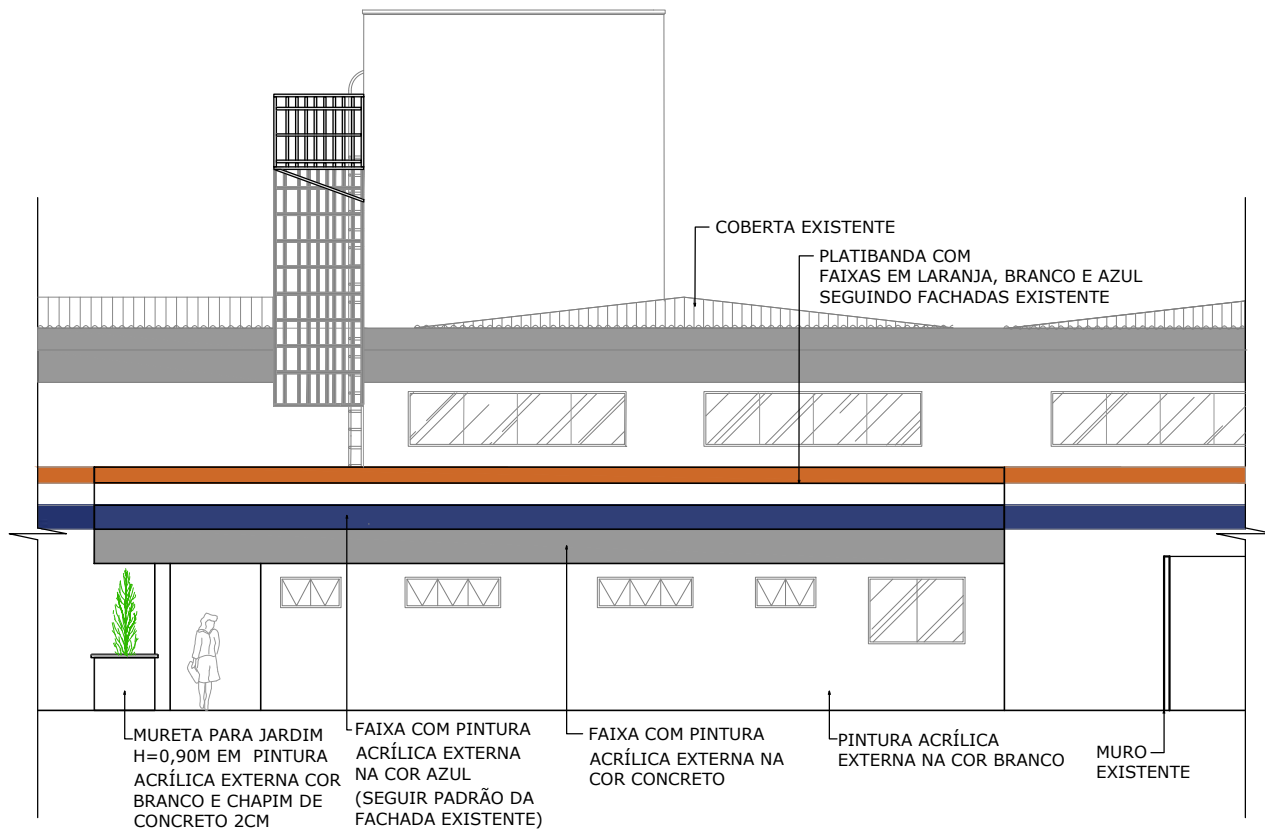 COBERTA EXISTENTE
PLATIBANDA COM
FAIXAS EM LARANJA, BRANCO E AZUL
SEGUINDO FACHADAS EXISTENTE
MURETA PARA JARDIM
H=0,90M EM PINTURA
ACRÍLICA EXTERNA COR
BRANCO E CHAPIM DE
CONCRETO 2CM
FAIXA COM PINTURA
ACRÍLICA EXTERNA
NA COR AZUL
(SEGUIR PADRÃO DA
FACHADA EXISTENTE)
FAIXA COM PINTURA
ACRÍLICA EXTERNA NA
COR CONCRETO
PINTURA ACRÍLICA
EXTERNA NA COR BRANCO
MURO
EXISTENTE